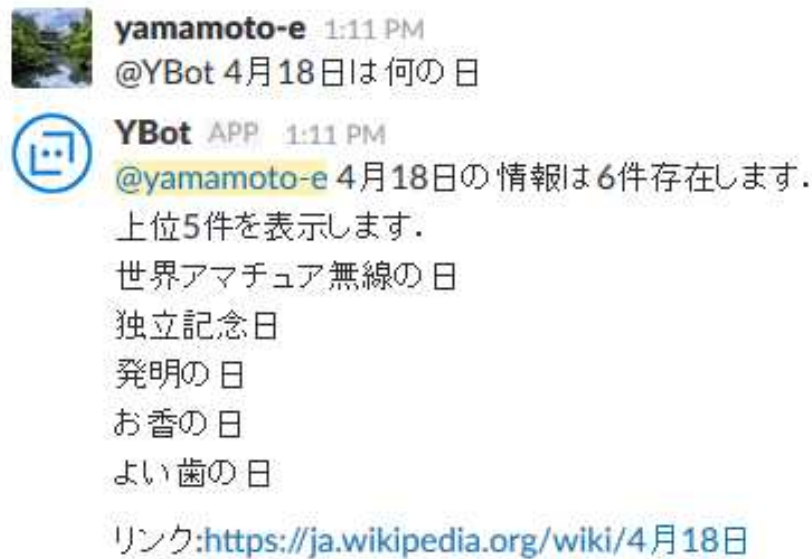 yamamoto-e 1:11 PM
@YBot 4月18日は何の日
YBot APP 1:11 PM
@yamamoto-e 4月18日の情報は6件存在します.
上位5件を表示します.
世界アマチュア無線の日
独立記念日
発明の日
お香の日
よい歯の日
リンク:https://ja.wikipedia.org/wiki/4月18日